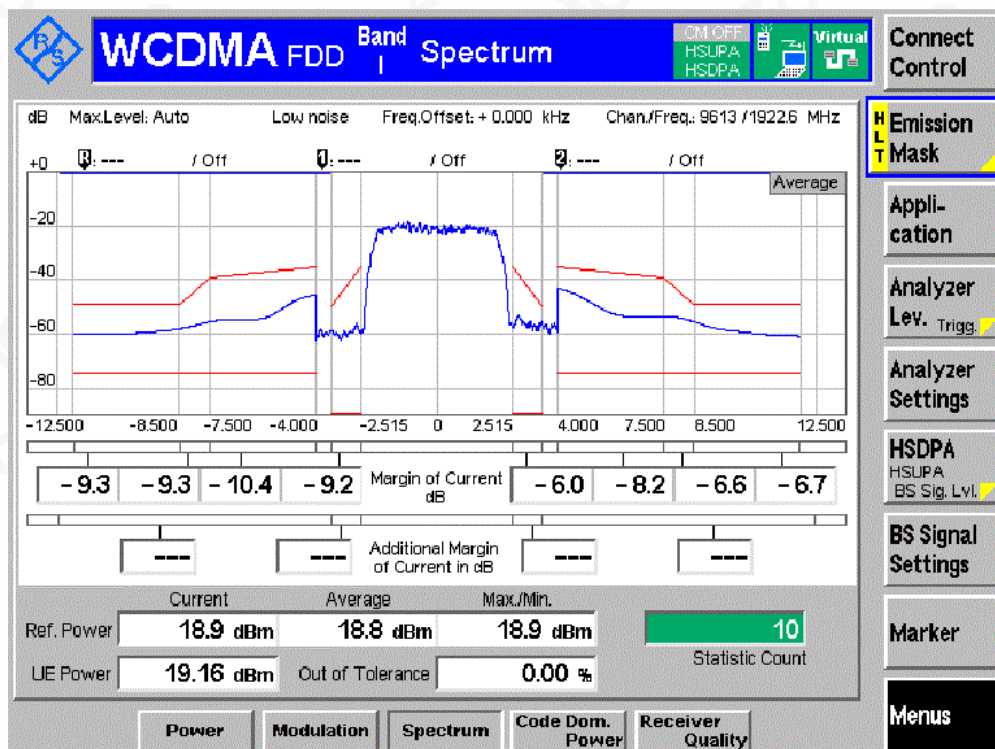 R/S
WCDMA FDD Band I Spectrum
CM OFF
HSUPA
HSDPA
Virtual
Connect Control
dB Max.Level: Auto Low noise Freq.Offset: + 0.000 kHz Chan./Freq.: 9613 /1922.6 MHz
HLT
Emission Mask
+0 R: --- / Off 1: --- / Off 2: --- / Off
Average
-20
-40
-60
-80
Appli-
cation
Analyzer
Lev. Trigg.
Analyzer
Settings
-12.500 -8.500 -7.500 -4.000 -2.515 0 2.515 4.000 7.500 8.500 12.500
HSDPA
HSUPA
BS Sig. Lvl.
- 9.3 - 9.3 - 10.4 - 9.2 Margin of Current dB - 6.0 - 8.2 - 6.6 - 6.7
--- --- Additional Margin of Current in dB --- ---
BS Signal
Settings
Current Average Max./Min.
Ref. Power 18.9 dBm 18.8 dBm 18.9 dBm 10
Statistic Count
UE Power 19.16 dBm Out of Tolerance 0.00 %
Marker
Menus
Power Modulation Spectrum Code Dom. Power Receiver Quality